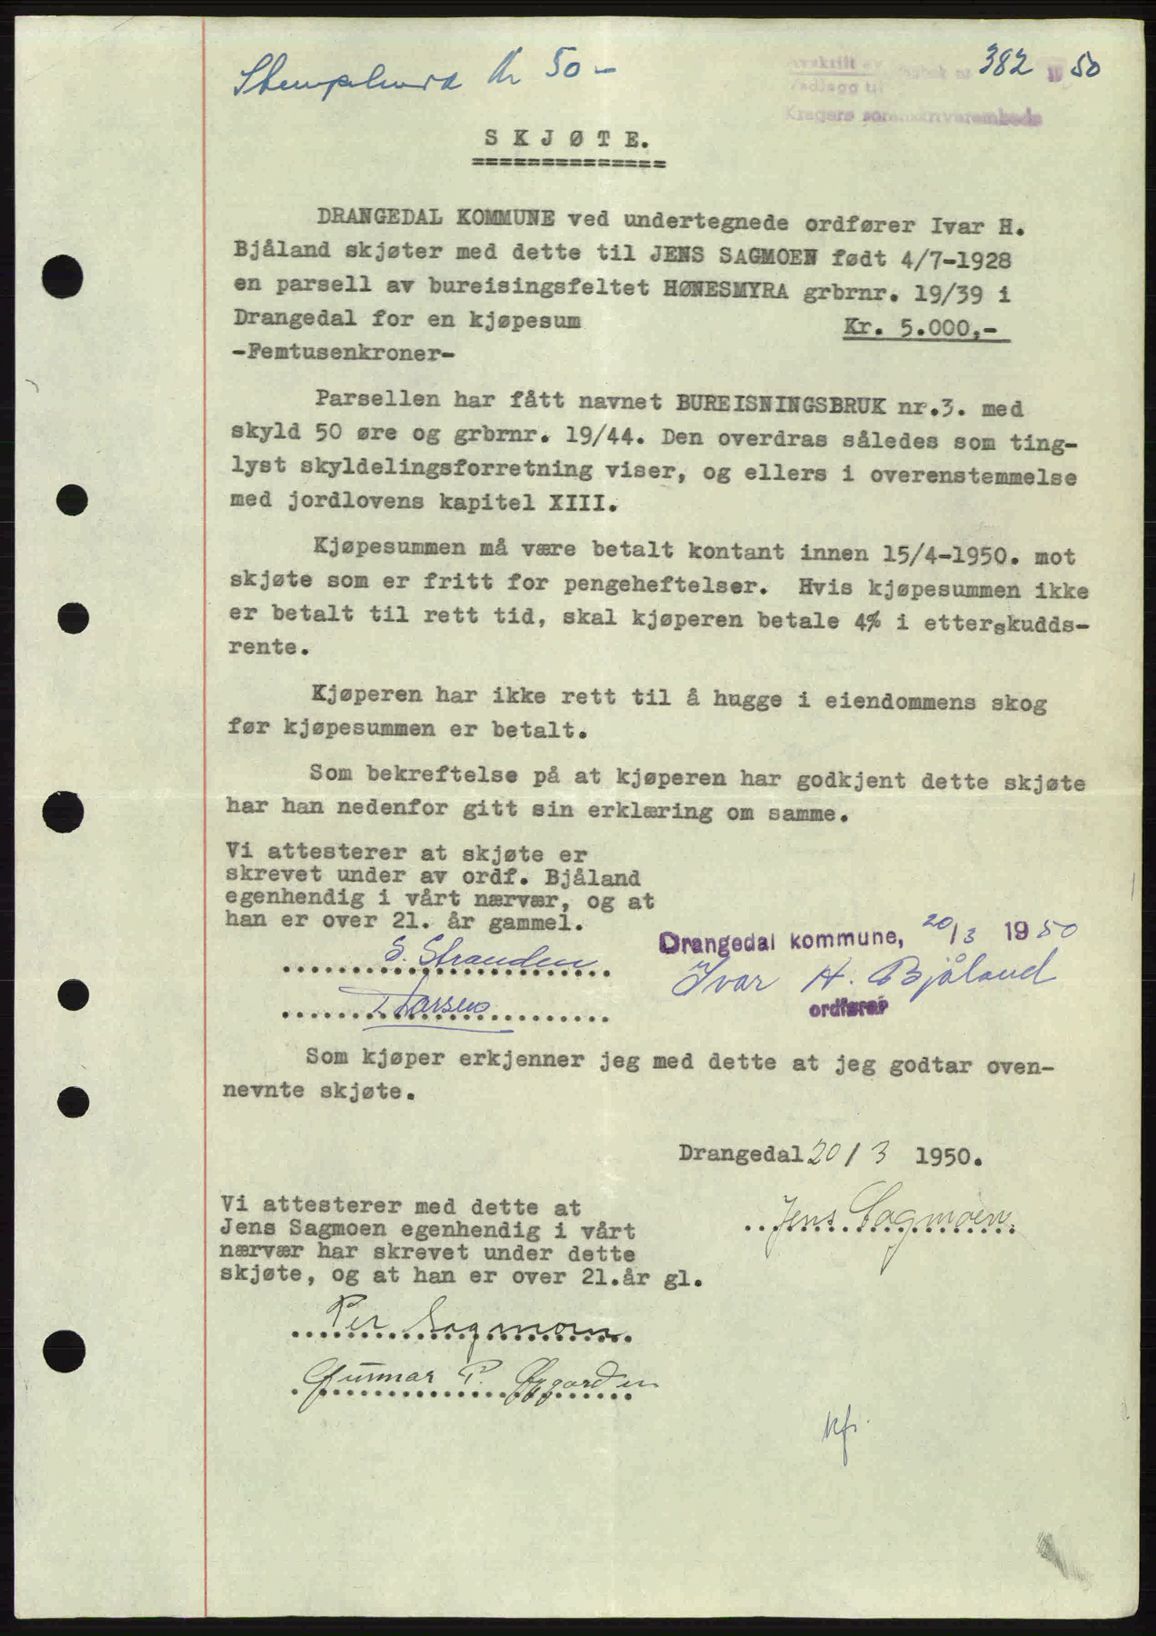 Kr 50 -
382 1950
Avskrift av
Vedlegg til dagbok nr.
Kragerø sorenskriverembede
SKJØTE.
==============
DRANGEDAL KOMMUNE ved undertegnede ordfører Ivar H.
Bjåland skjøter med dette til JENS SAGMOEN født 4/7-1928
en parsell av bureisingsfeltet HØNESMYRA grbrnr. 19/39 i
Drangedal for en kjøpesum Kr. 5.000,-
-Femtusenkroner-
Parsellen har fått navnet BUREISNINGSBRUK nr.3. med
skyld 50 øre og grbrnr. 19/44. Den overdras således som ting-
lyst skyldelingsforretning viser, og ellers i overenstemmelse
med jordlovens kapitel XIII.
Kjøpesummen må være betalt kontant innen 15/4-1950. mot
skjøte som er fritt for pengeheftelser. Hvis kjøpesummen ikke
er betalt til rett tid, skal kjøperen betale 4% i etterskudds-
rente.
Kjøperen har ikke rett til å hugge i eiendommens skog
før kjøpesummen er betalt.
Som bekreftelse på at kjøperen har godkjent dette skjøte
har han nedenfor gitt sin erklæring om samme.
Vi attesterer at skjøte er
skrevet under av ordf. Bjåland
egenhendig i vårt nærvær, og at
han er over 21. år gammel.
Drangedal kommune, 20/3 1950
S. Stranden
Ivar H. Bjåland
ordfører
T Larsen
Som kjøper erkjenner jeg med dette at jeg godtar oven-
nevnte skjøte.
Drangedal 20/3 1950.
Vi attesterer med dette at
Jens Sagmoen egenhendig i vårt
nærvær har skrevet under dette
skjøte, og at han er over 21.år gl.
Jens Sagmoen.
Per Sagmoen
Gunnar P. Øygarden